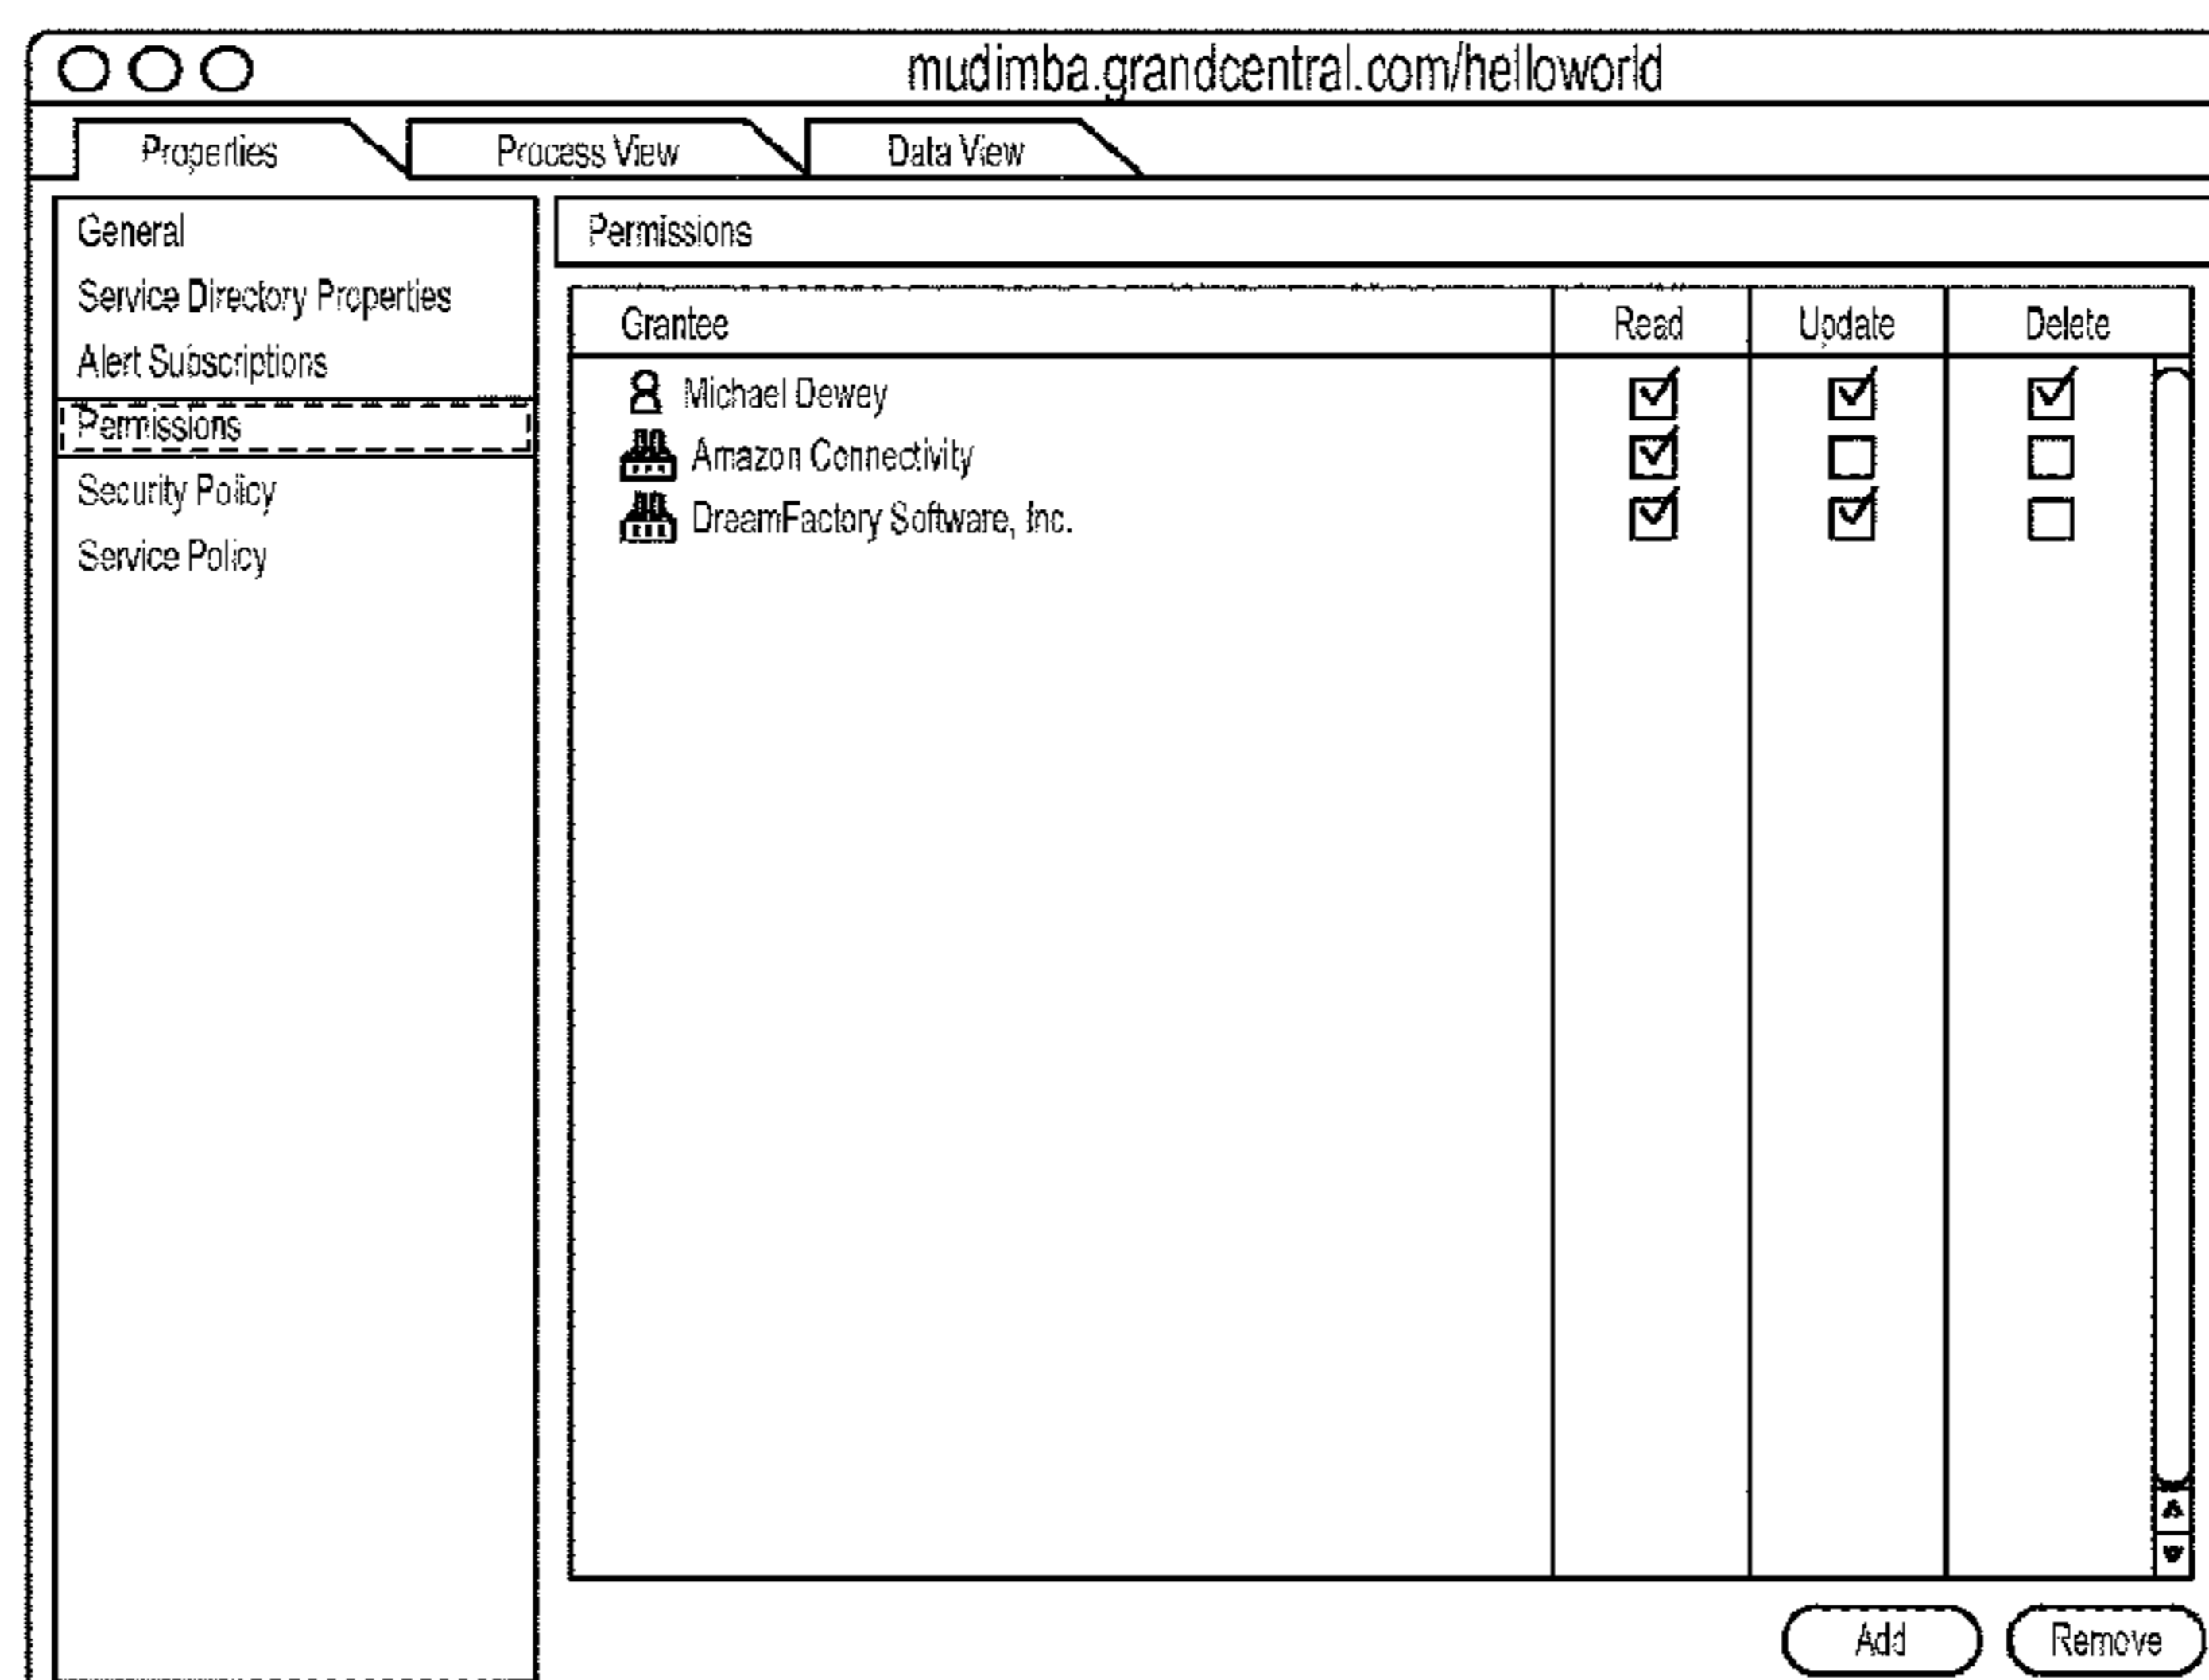 mudimba.grandcentral.com/helloworld
Properties Process View Data View
General
Service Directory Properties
Alert Subscriptions
Permissions
Security Policy
Service Policy
Permissions
Grantee Read Update Delete
Michael Dewey
Amazon Connectivity
DreamFactory Software, Inc.
Add Remove